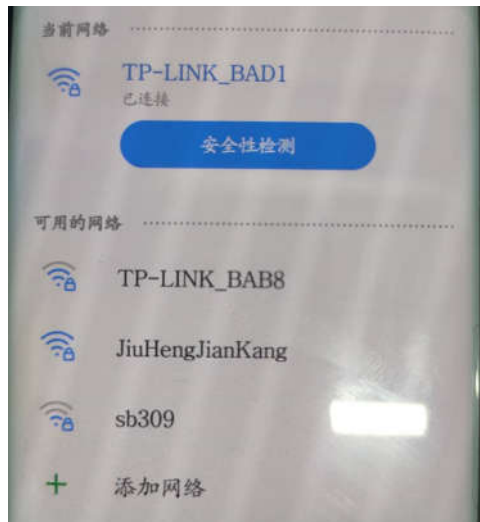 当前网络
TP-LINK_BAD1
已连接
安全性检测
可用的网络
TP-LINK_BAB8
JiuHengJianKang
sb309
添加网络